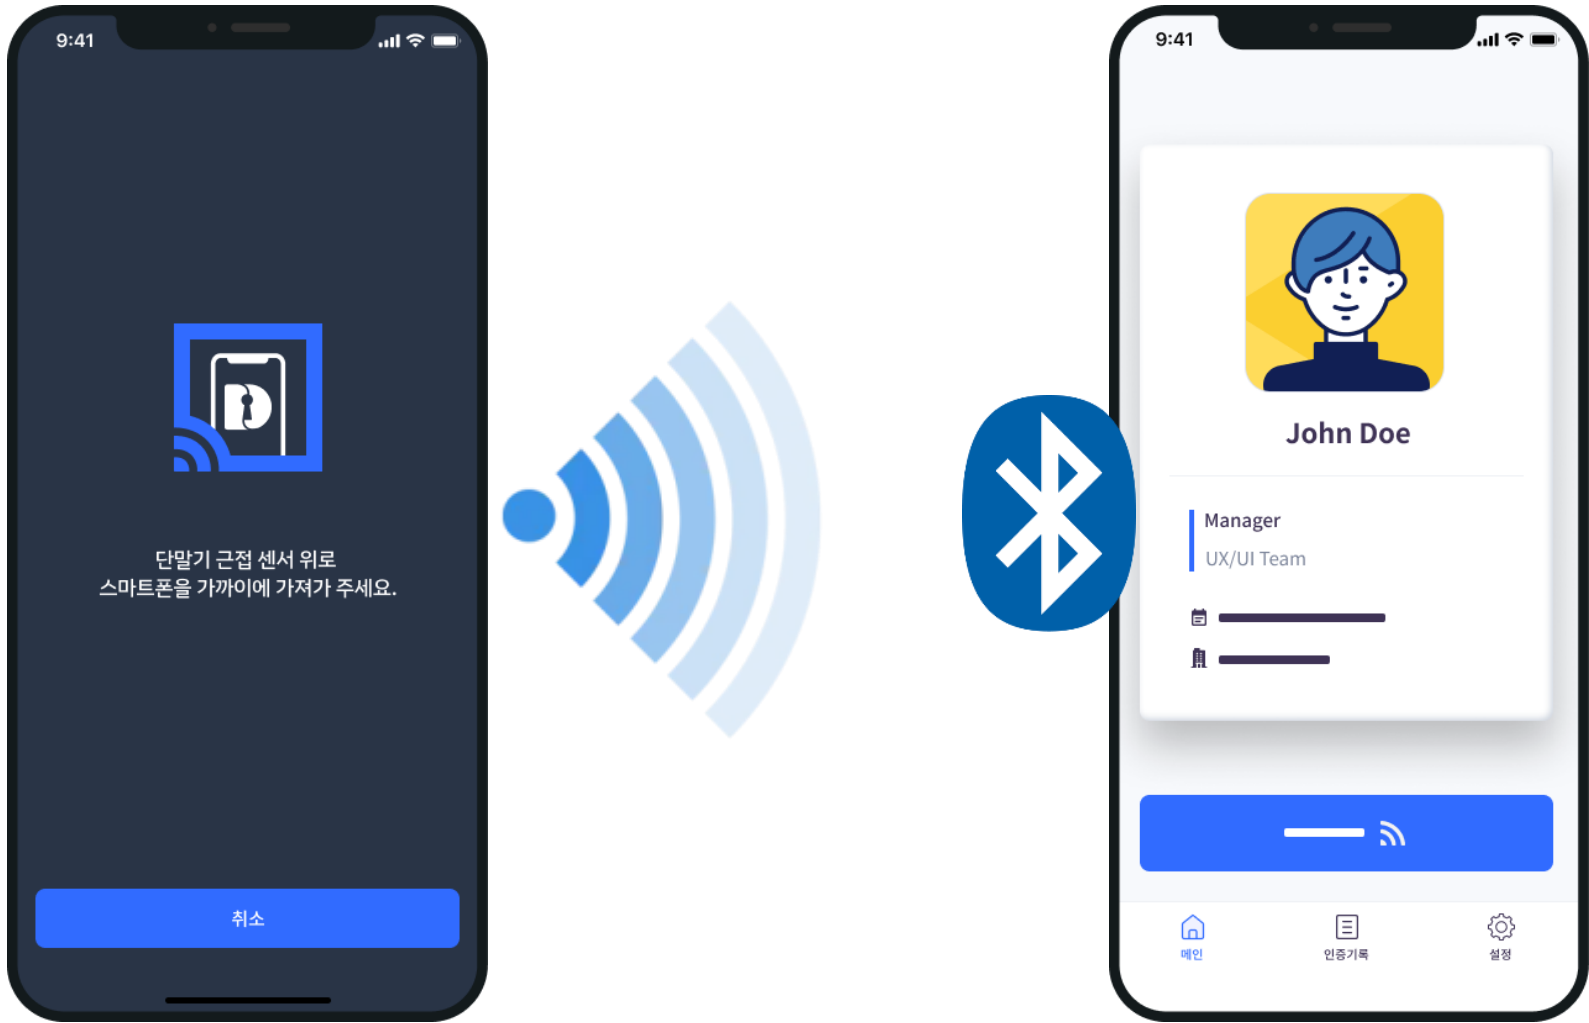 9:41
단말기 근접 센서 위로
스마트폰을 가까이에 가져가 주세요.
취소
9:41
John Doe
Manager
UX/UI Team
메인
인증기록
설정